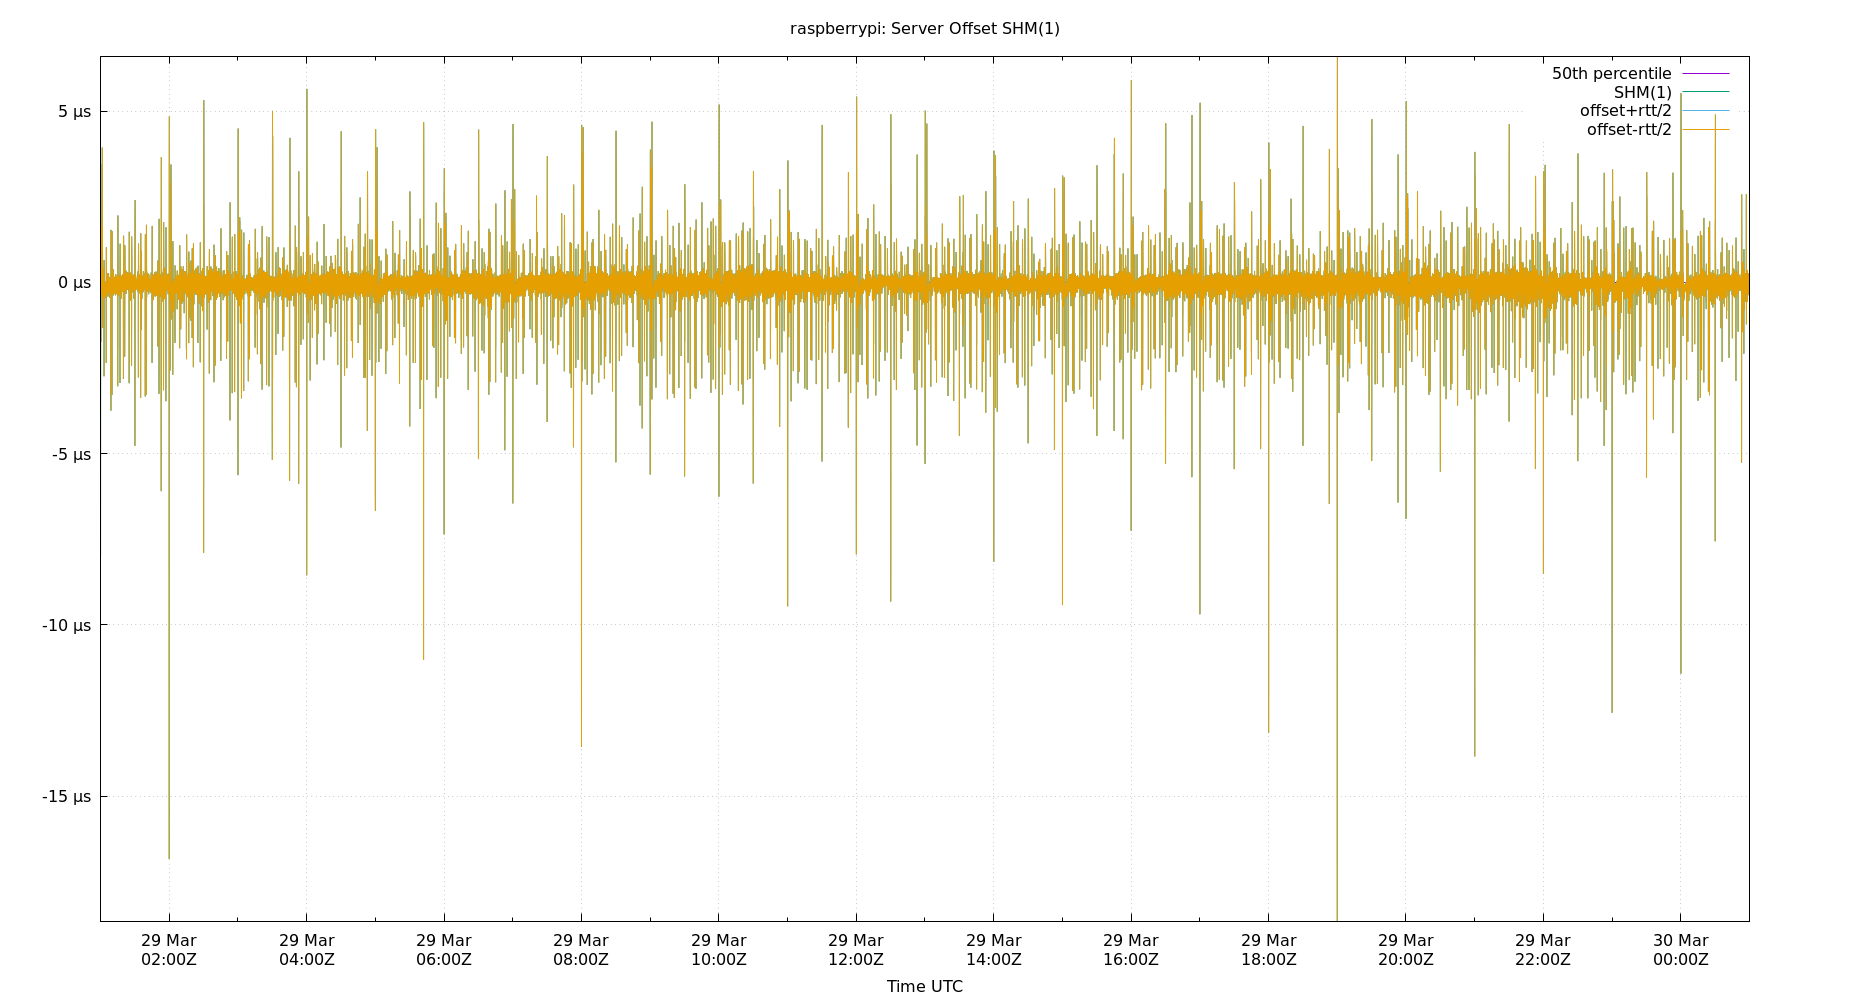 raspberrypi: Server Offset SHM(1)
50th percentile
SHM(1)
offset+rtt/2
offset-rtt/2
5 µs
0 µs
-5 µs
-10 µs
-15 µs
29 Mar 29 Mar 29 Mar 29 Mar 29 Mar 29 Mar 29 Mar 29 Mar 29 Mar 29 Mar 29 Mar 30 Mar
02:00Z 04:00Z 06:00Z 08:00Z 10:00Z 12:00Z 14:00Z 16:00Z 18:00Z 20:00Z 22:00Z 00:00Z
Time UTC